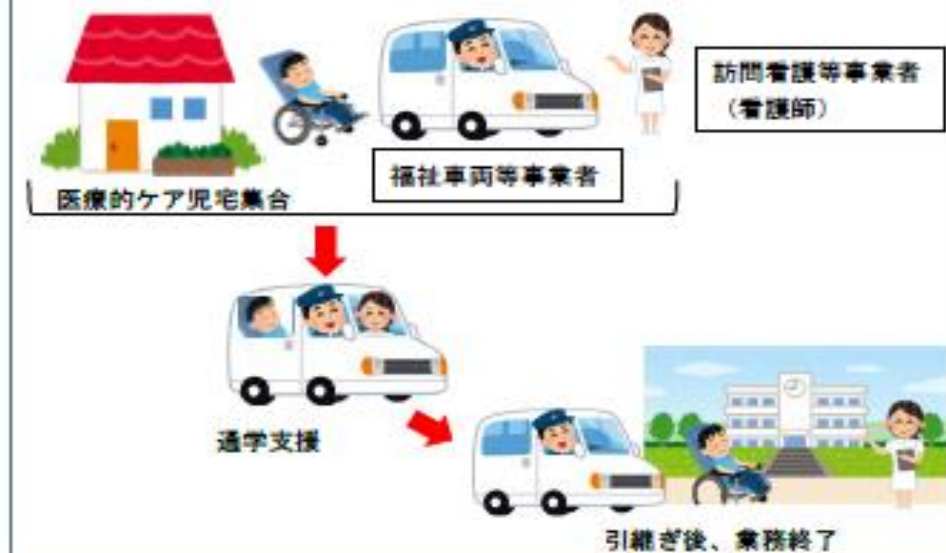 訪問看護等事業者
（看護師）
福祉車両等事業者
医療的ケア児宅集合
通学支援
引継ぎ後、業務終了